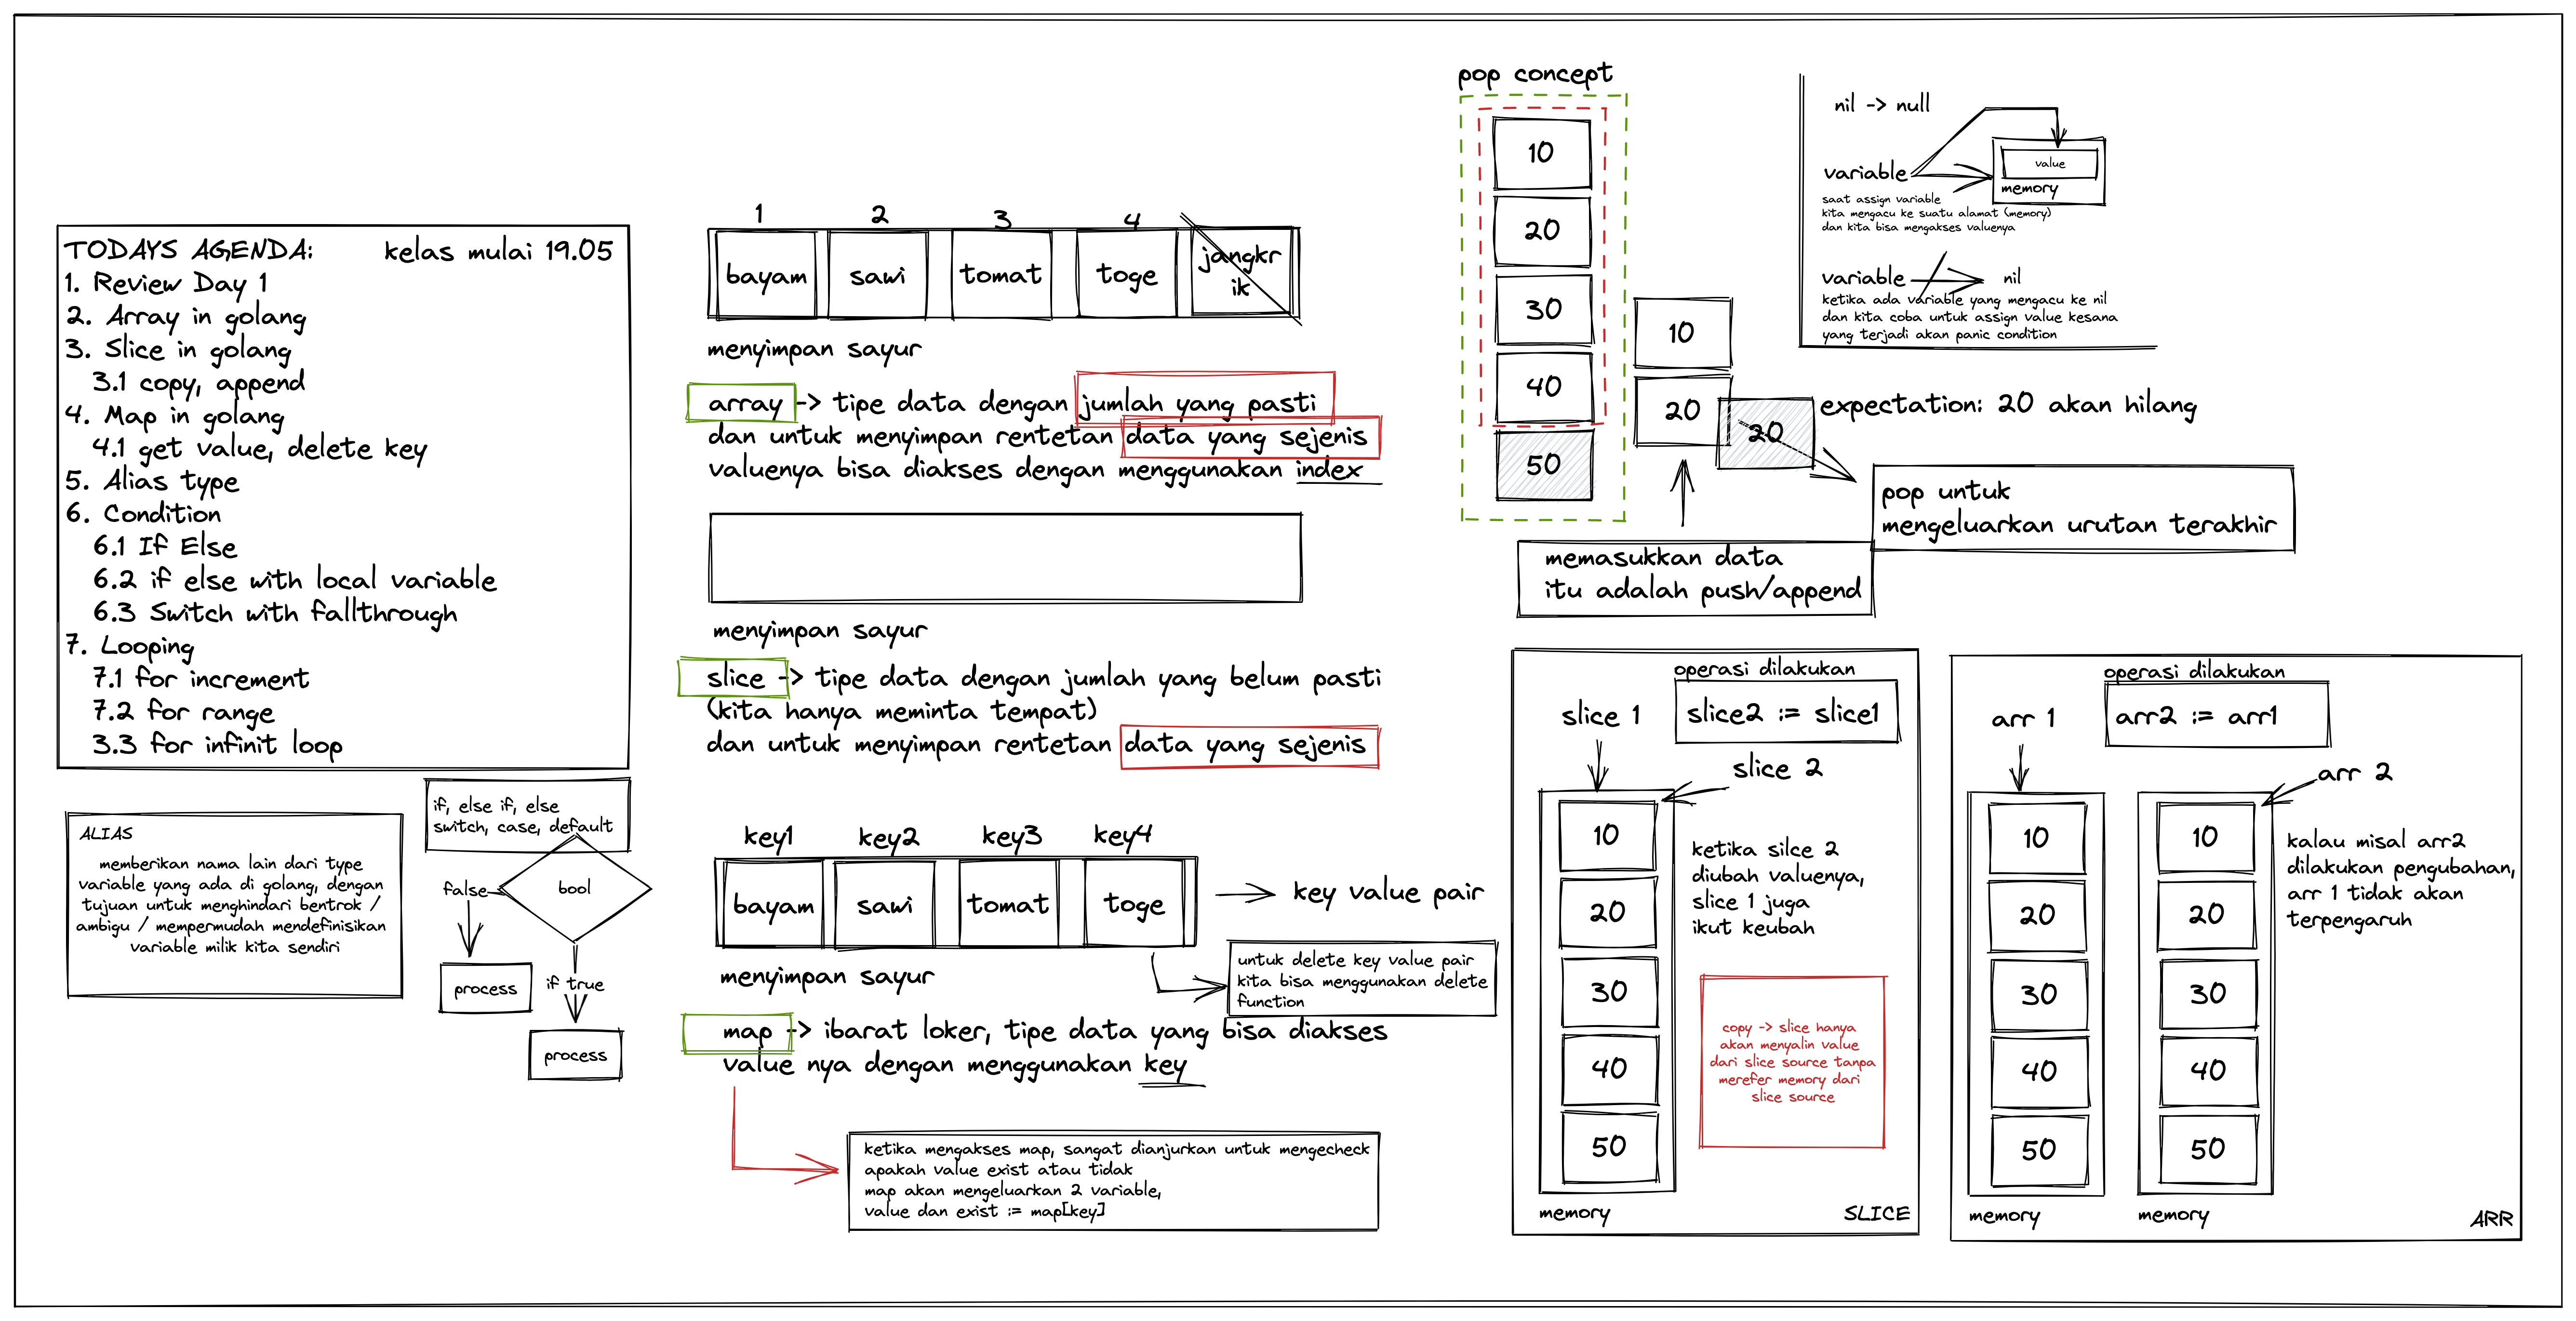 TODAYS AGENDA: kelas mulai 19.05
1. Review Day 1
2. Array in golang
3. Slice in golang
3.1 copy, append
4. Map in golang
4.1 get value, delete key
5. Alias type
6. Condition
6.1 If Else
6.2 if else with local variable
6.3 Switch with fallthrough
7. Looping
7.1 for increment
7.2 for range
3.3 for infinit loop
ALIAS
memberikan nama lain dari type
variable yang ada di golang, dengan
tujuan untuk menghindari bentrok /
ambigu / mempermudah mendefinisikan
variable milik kita sendiri
if, else if, else
switch, case, default
bool
false
process
if true
process
1 2 3 4
bayam sawi tomat toge jangkr
ik
menyimpan sayur
array -> tipe data dengan jumlah yang pasti
dan untuk menyimpan rentetan data yang sejenis
valuenya bisa diakses dengan menggunakan index
menyimpan sayur
slice -> tipe data dengan jumlah yang belum pasti
(kita hanya meminta tempat)
dan untuk menyimpan rentetan data yang sejenis
key1 key2 key3 key4
bayam sawi tomat toge
key value pair
menyimpan sayur
untuk delete key value pair
kita bisa menggunakan delete
function
map -> ibarat loker, tipe data yang bisa diakses
value nya dengan menggunakan key
ketika mengakses map, sangat dianjurkan untuk mengecheck
apakah value exist atau tidak
map akan mengeluarkan 2 variable,
value dan exist := map[key]
pop concept
10
20
30
40
50
10
20
20
expectation: 20 akan hilang
pop untuk
mengeluarkan urutan terakhir
memasukkan data
itu adalah push/append
nil -> null
variable
value
memory
saat assign variable
kita mengacu ke suatu alamat (memory)
dan kita bisa mengakses valuenya
variable nil
ketika ada variable yang mengacu ke nil
dan kita coba untuk assign value kesana
yang terjadi akan panic condition
operasi dilakukan
slice2 := slice1
slice 1
slice 2
10
20
30
40
50
memory
ketika silce 2
diubah valuenya,
slice 1 juga
ikut keubah
copy -> slice hanya
akan menyalin value
dari slice source tanpa
merefer memory dari
slice source
SLICE
operasi dilakukan
arr2 := arr1
arr 1
arr 2
10 10
20 20
30 30
40 40
50 50
memory memory
kalau misal arr2
dilakukan pengubahan,
arr 1 tidak akan
terpengaruh
ARR